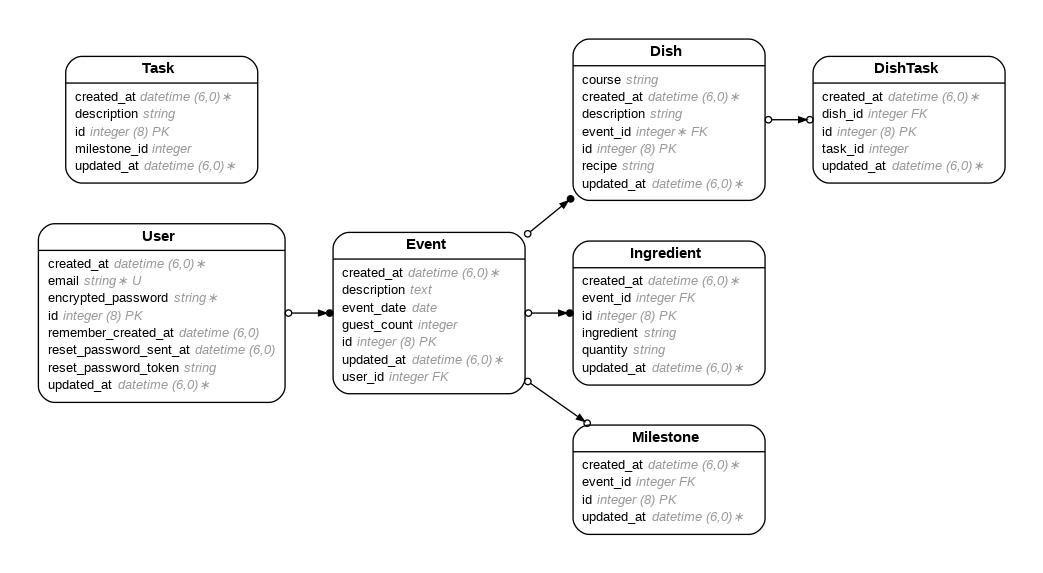 Task
created_at datetime (6,0)∗
description string
id integer (8) PK
milestone_id integer
updated_at datetime (6,0)∗
User
created_at datetime (6,0)∗
email string∗ U
encrypted_password string∗
id integer (8) PK
remember_created_at datetime (6,0)
reset_password_sent_at datetime (6,0)
reset_password_token string
updated_at datetime (6,0)∗
Event
created_at datetime (6,0)∗
description text
event_date date
guest_count integer
id integer (8) PK
updated_at datetime (6,0)∗
user_id integer FK
Dish
course string
created_at datetime (6,0)∗
description string
event_id integer∗ FK
id integer (8) PK
recipe string
updated_at datetime (6,0)∗
DishTask
created_at datetime (6,0)∗
dish_id integer FK
id integer (8) PK
task_id integer
updated_at datetime (6,0)∗
Ingredient
created_at datetime (6,0)∗
event_id integer FK
id integer (8) PK
ingredient string
quantity string
updated_at datetime (6,0)∗
Milestone
created_at datetime (6,0)∗
event_id integer FK
id integer (8) PK
updated_at datetime (6,0)∗